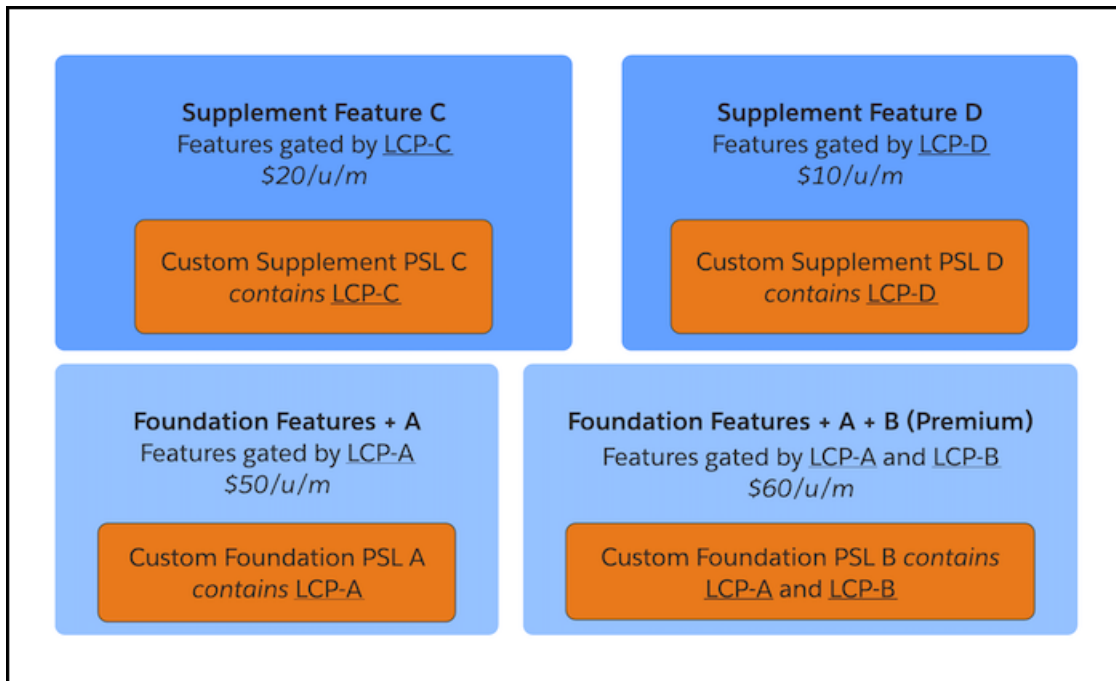 Supplement Feature C
Features gated by LCP-C
$20/u/m
Custom Supplement PSL C
contains LCP-C
Supplement Feature D
Features gated by LCP-D
$10/u/m
Custom Supplement PSL D
contains LCP-D
Foundation Features + A
Features gated by LCP-A
$50/u/m
Custom Foundation PSL A
contains LCP-A
Foundation Features + A + B (Premium)
Features gated by LCP-A and LCP-B
$60/u/m
Custom Foundation PSL B contains
LCP-A and LCP-B